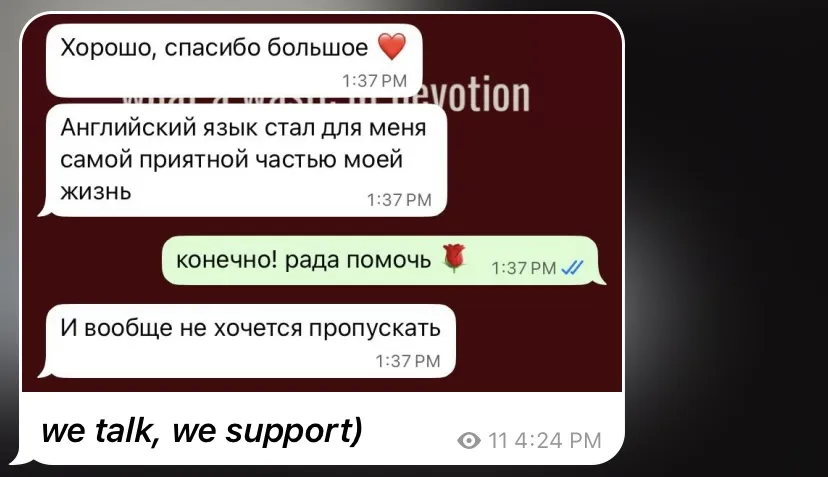 Хорошо, спасибо большое ❤️
1:37 PM
devotion
Английский язык стал для меня
самой приятной частью моей
жизнь
1:37 PM
конечно! рада помочь 🌹
1:37 PM
И вообще не хочется пропускать
1:37 PM
we talk, we support)
11 4:24 PM